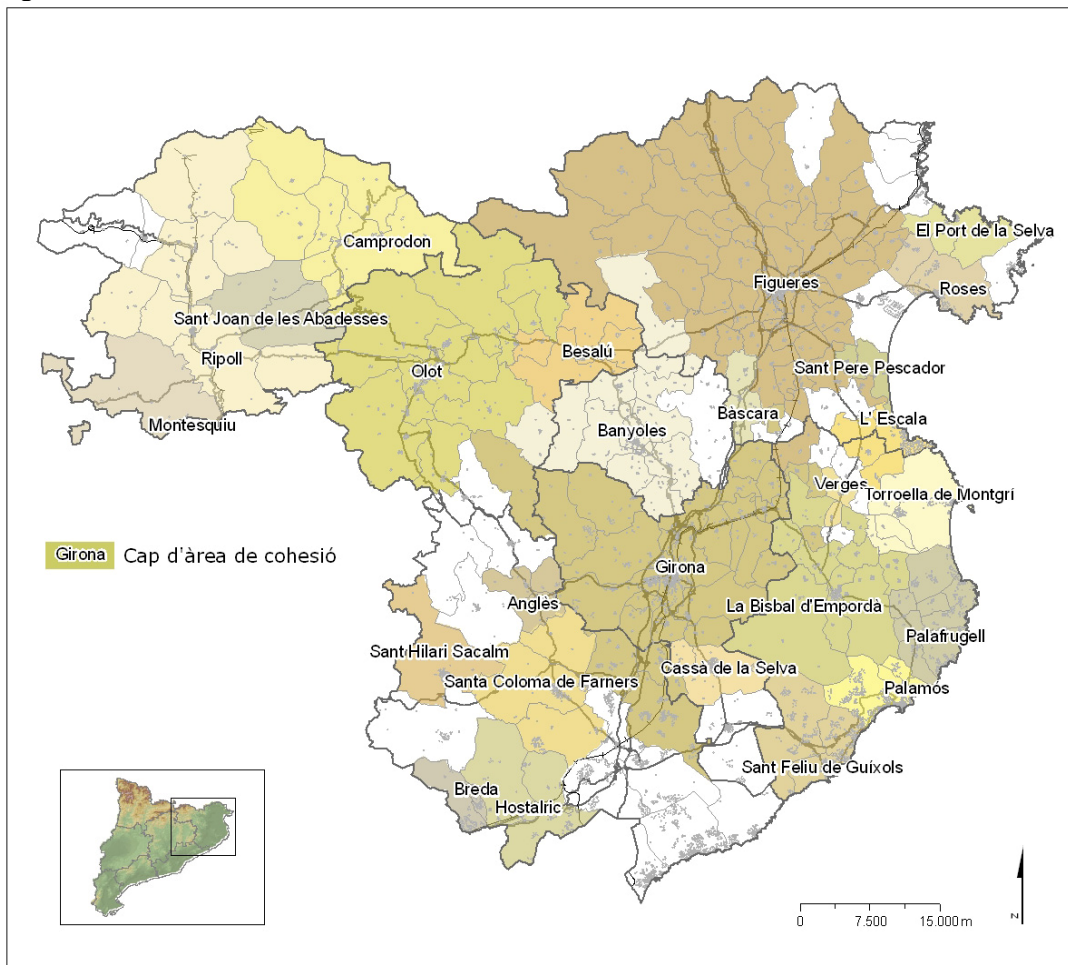 El Port de la Selva
Camprodon
Figueres
Roses
Sant Joan de les Abadesses
Ripoll
Besalú
Olot
Sant Pere Pescador
Bàscara
L' Escala
Montesquiu
Banyoles
Verges
Torroella de Montgrí
Girona Cap d'àrea de cohesió
Girona
Anglès
La Bisbal d'Empordà
Palafrugell
Sant Hilari Sacalm
Cassà de la Selva
Santa Coloma de Farners
Palamós
Sant Feliu de Guíxols
Breda
Hostalric
0 7.500 15.000 m
N